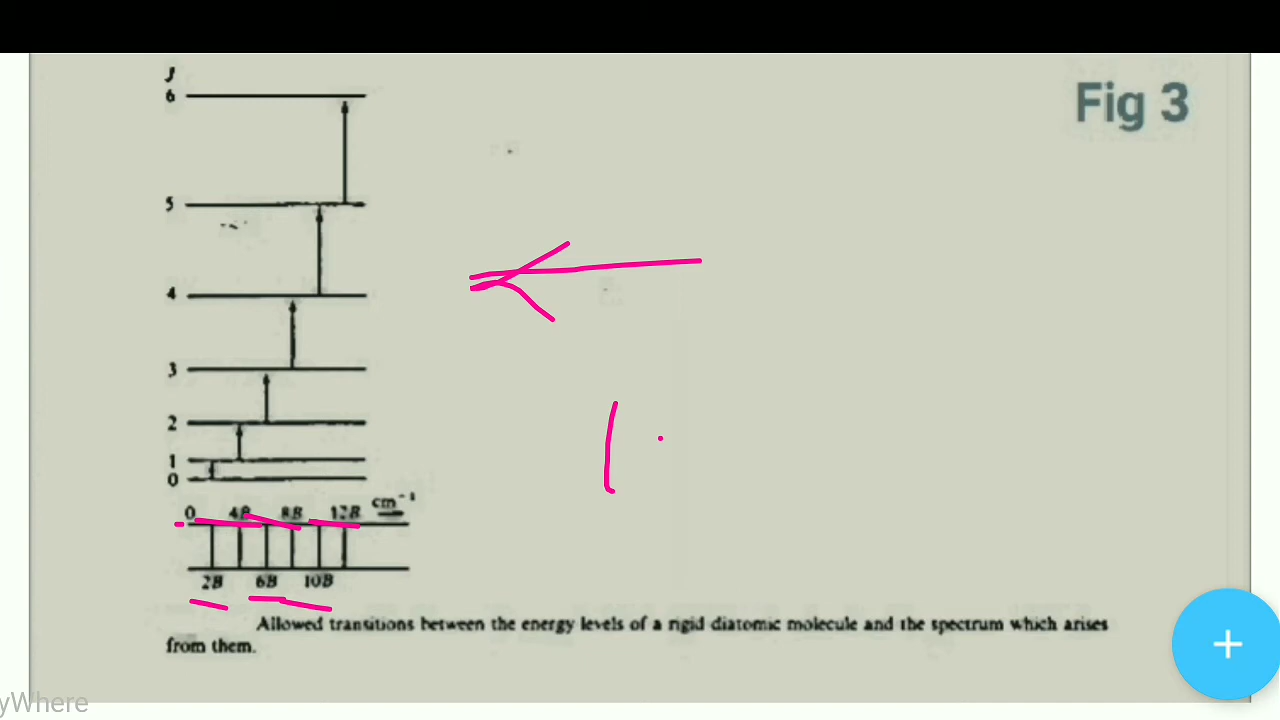 J
Fig 3
6
5
4
3
2
1
0
0 4B 8B 12B cm⁻¹
2B 6B 10B
Allowed transitions between the energy levels of a rigid diatomic molecule and the spectrum which arises
from them.
yWhere